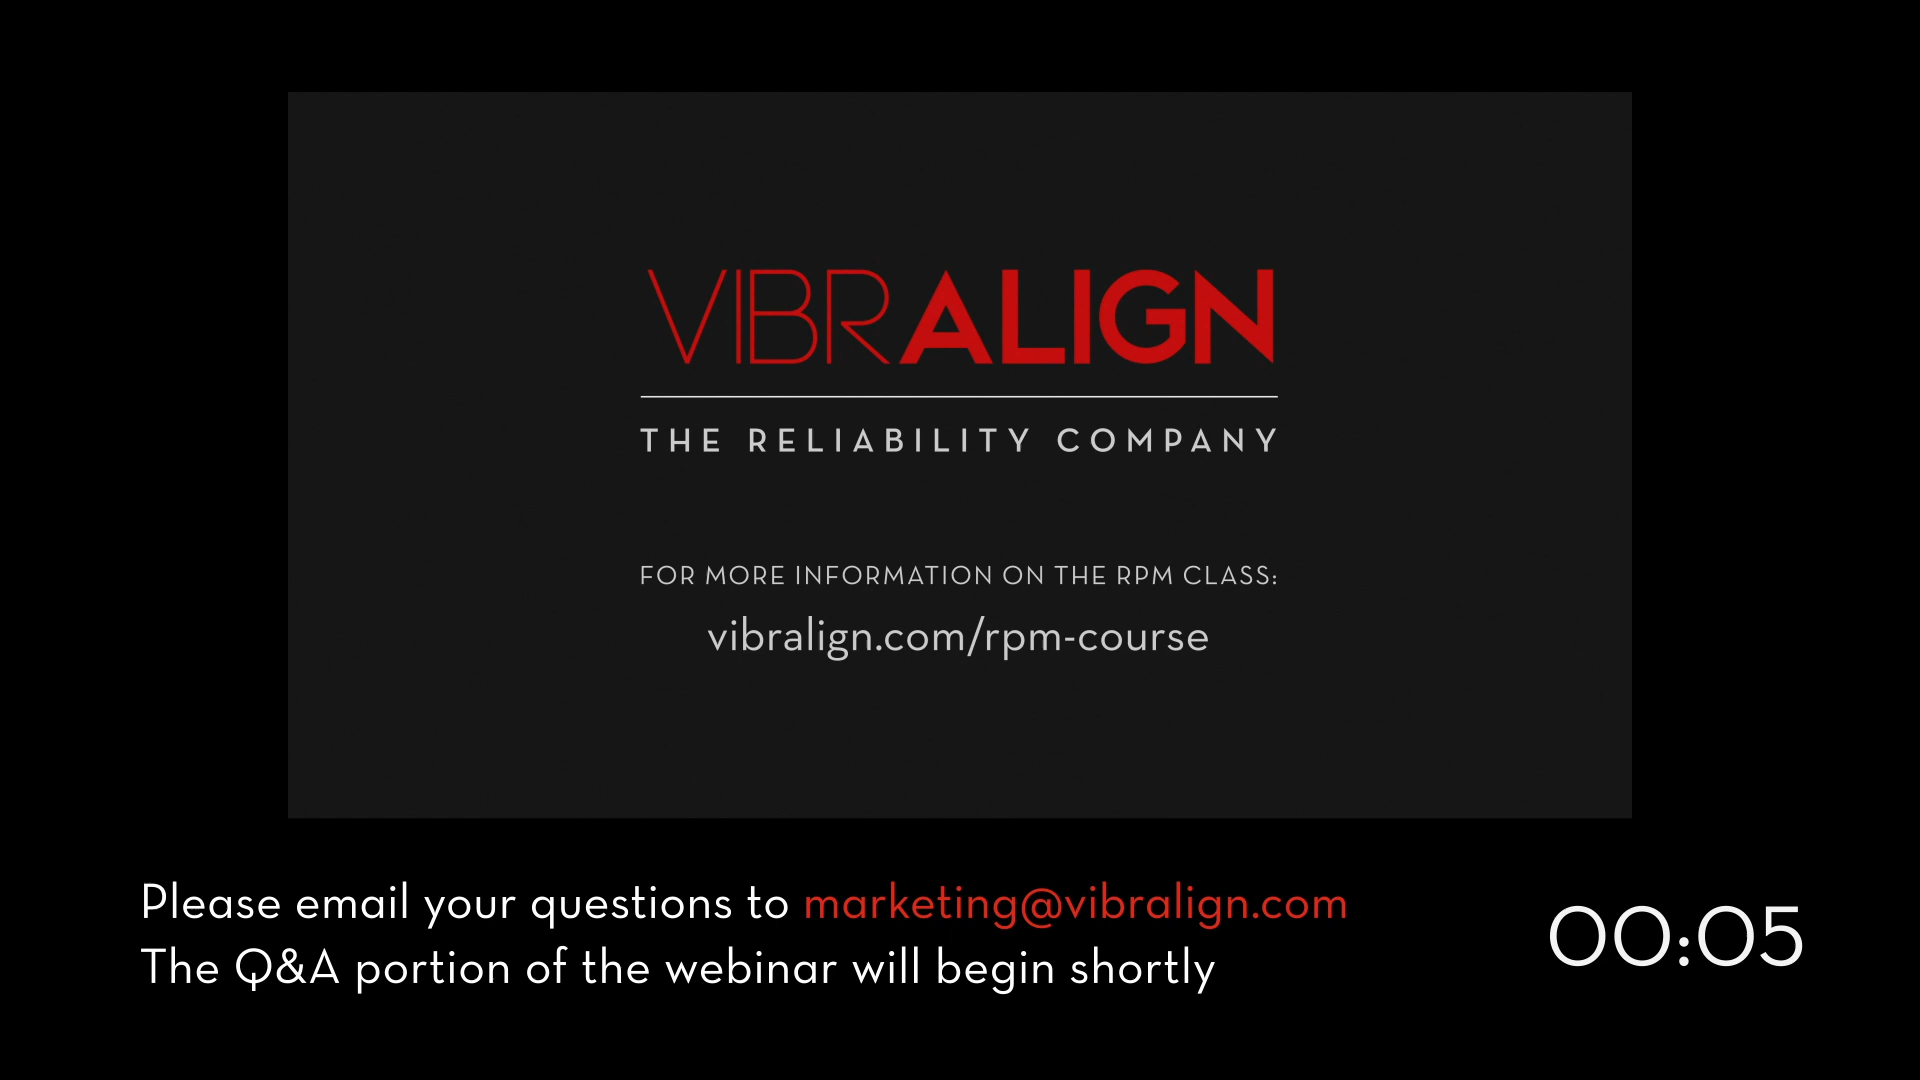 VIBRALIGN
THE RELIABILITY COMPANY
FOR MORE INFORMATION ON THE RPM CLASS:
vibralign.com/rpm-course
Please email your questions to marketing@vibralign.com
The Q&A portion of the webinar will begin shortly
00:05